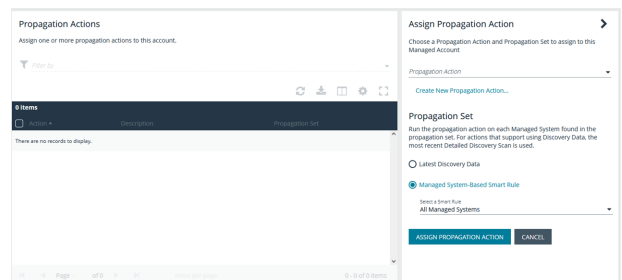 Propagation Actions
Assign one or more propagation actions to this account.
Filter by
0 items
Action
Description
Propagation Set
There are no records to display.
Page
of 0
items per page
0 - 0 of 0 items
Assign Propagation Action
Choose a Propagation Action and Propagation Set to assign to this
Managed Account
Propagation Action
Create New Propagation Action...
Propagation Set
Run the propagation action on each Managed System found in the
propagation set. For actions that support using Discovery Data, the
most recent Detailed Discovery Scan is used.
Latest Discovery Data
Managed System-Based Smart Rule
Select a Smart Rule
All Managed Systems
ASSIGN PROPAGATION ACTION
CANCEL